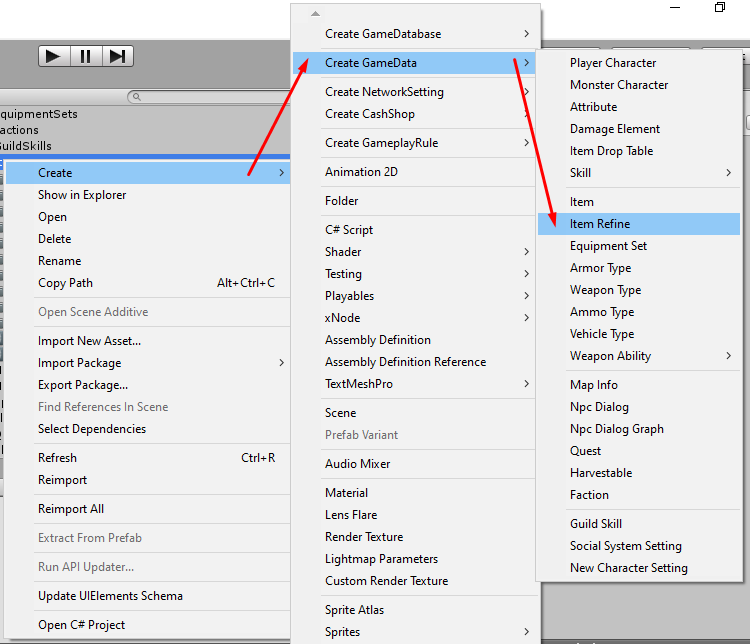 quipmentSets
actions
GuildSkills
Create
Show in Explorer
Open
Delete
Rename
Copy Path Alt+Ctrl+C
Open Scene Additive
Import New Asset...
Import Package
Export Package...
Find References In Scene
Select Dependencies
Refresh Ctrl+R
Reimport
Reimport All
Extract From Prefab
Run API Updater...
Update UIElements Schema
Open C# Project
Create GameDatabase
Create GameData
Create NetworkSetting
Create CashShop
Create GameplayRule
Animation 2D
Folder
C# Script
Shader
Testing
Playables
xNode
Assembly Definition
Assembly Definition Reference
TextMeshPro
Scene
Prefab Variant
Audio Mixer
Material
Lens Flare
Render Texture
Lightmap Parameters
Custom Render Texture
Sprite Atlas
Sprites
Player Character
Monster Character
Attribute
Damage Element
Item Drop Table
Skill
Item
Item Refine
Equipment Set
Armor Type
Weapon Type
Ammo Type
Vehicle Type
Weapon Ability
Map Info
Npc Dialog
Npc Dialog Graph
Quest
Harvestable
Faction
Guild Skill
Social System Setting
New Character Setting